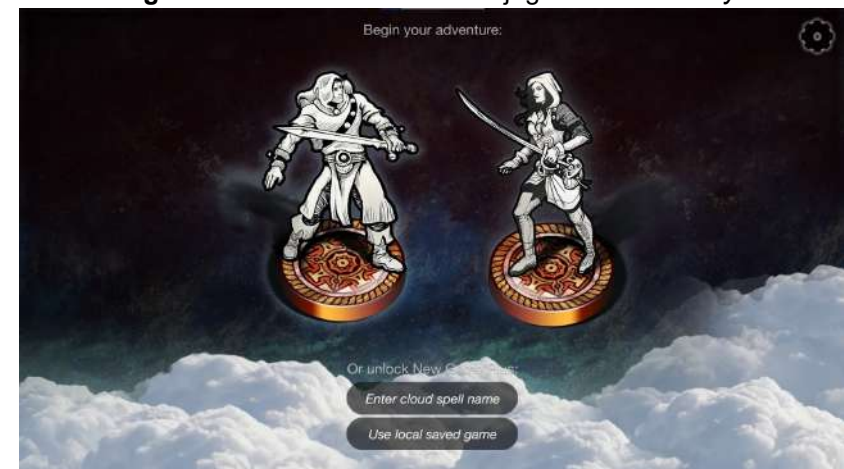 Begin your adventure:
Or unlock New
Enter cloud spell name
Use local saved game